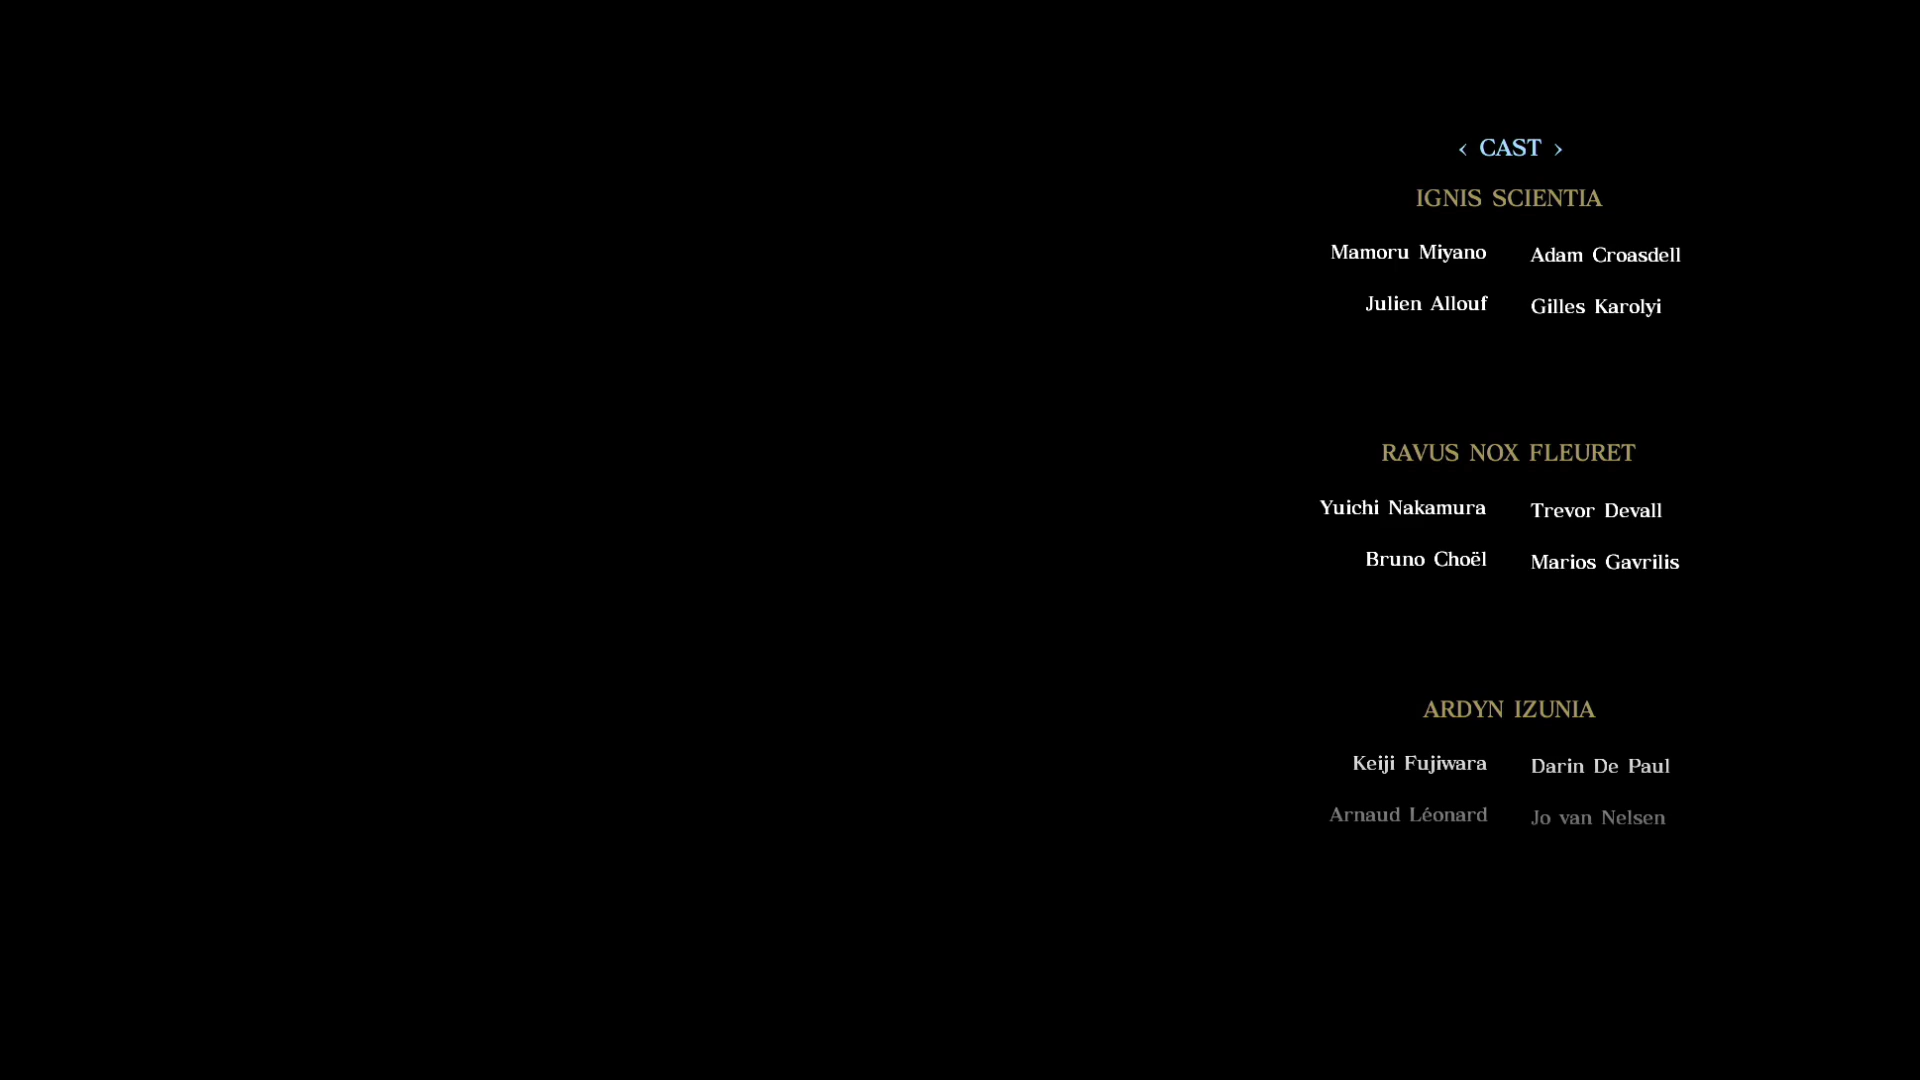 ‹ CAST ›
IGNIS SCIENTIA
Mamoru Miyano Adam Croasdell
Julien Allouf Gilles Karolyi
RAVUS NOX FLEURET
Yuichi Nakamura Trevor Devall
Bruno Choël Marios Gavrilis
ARDYN IZUNIA
Keiji Fujiwara Darin De Paul
Arnaud Léonard Jo van Nelsen